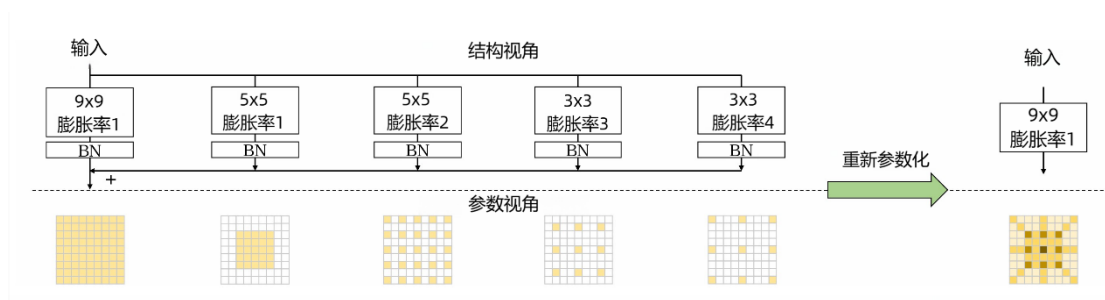 输入
结构视角
输入
9x9
膨胀率1
BN
5x5
膨胀率1
BN
5x5
膨胀率2
BN
3x3
膨胀率3
BN
3x3
膨胀率4
BN
+
重新参数化
9x9
膨胀率1
参数视角